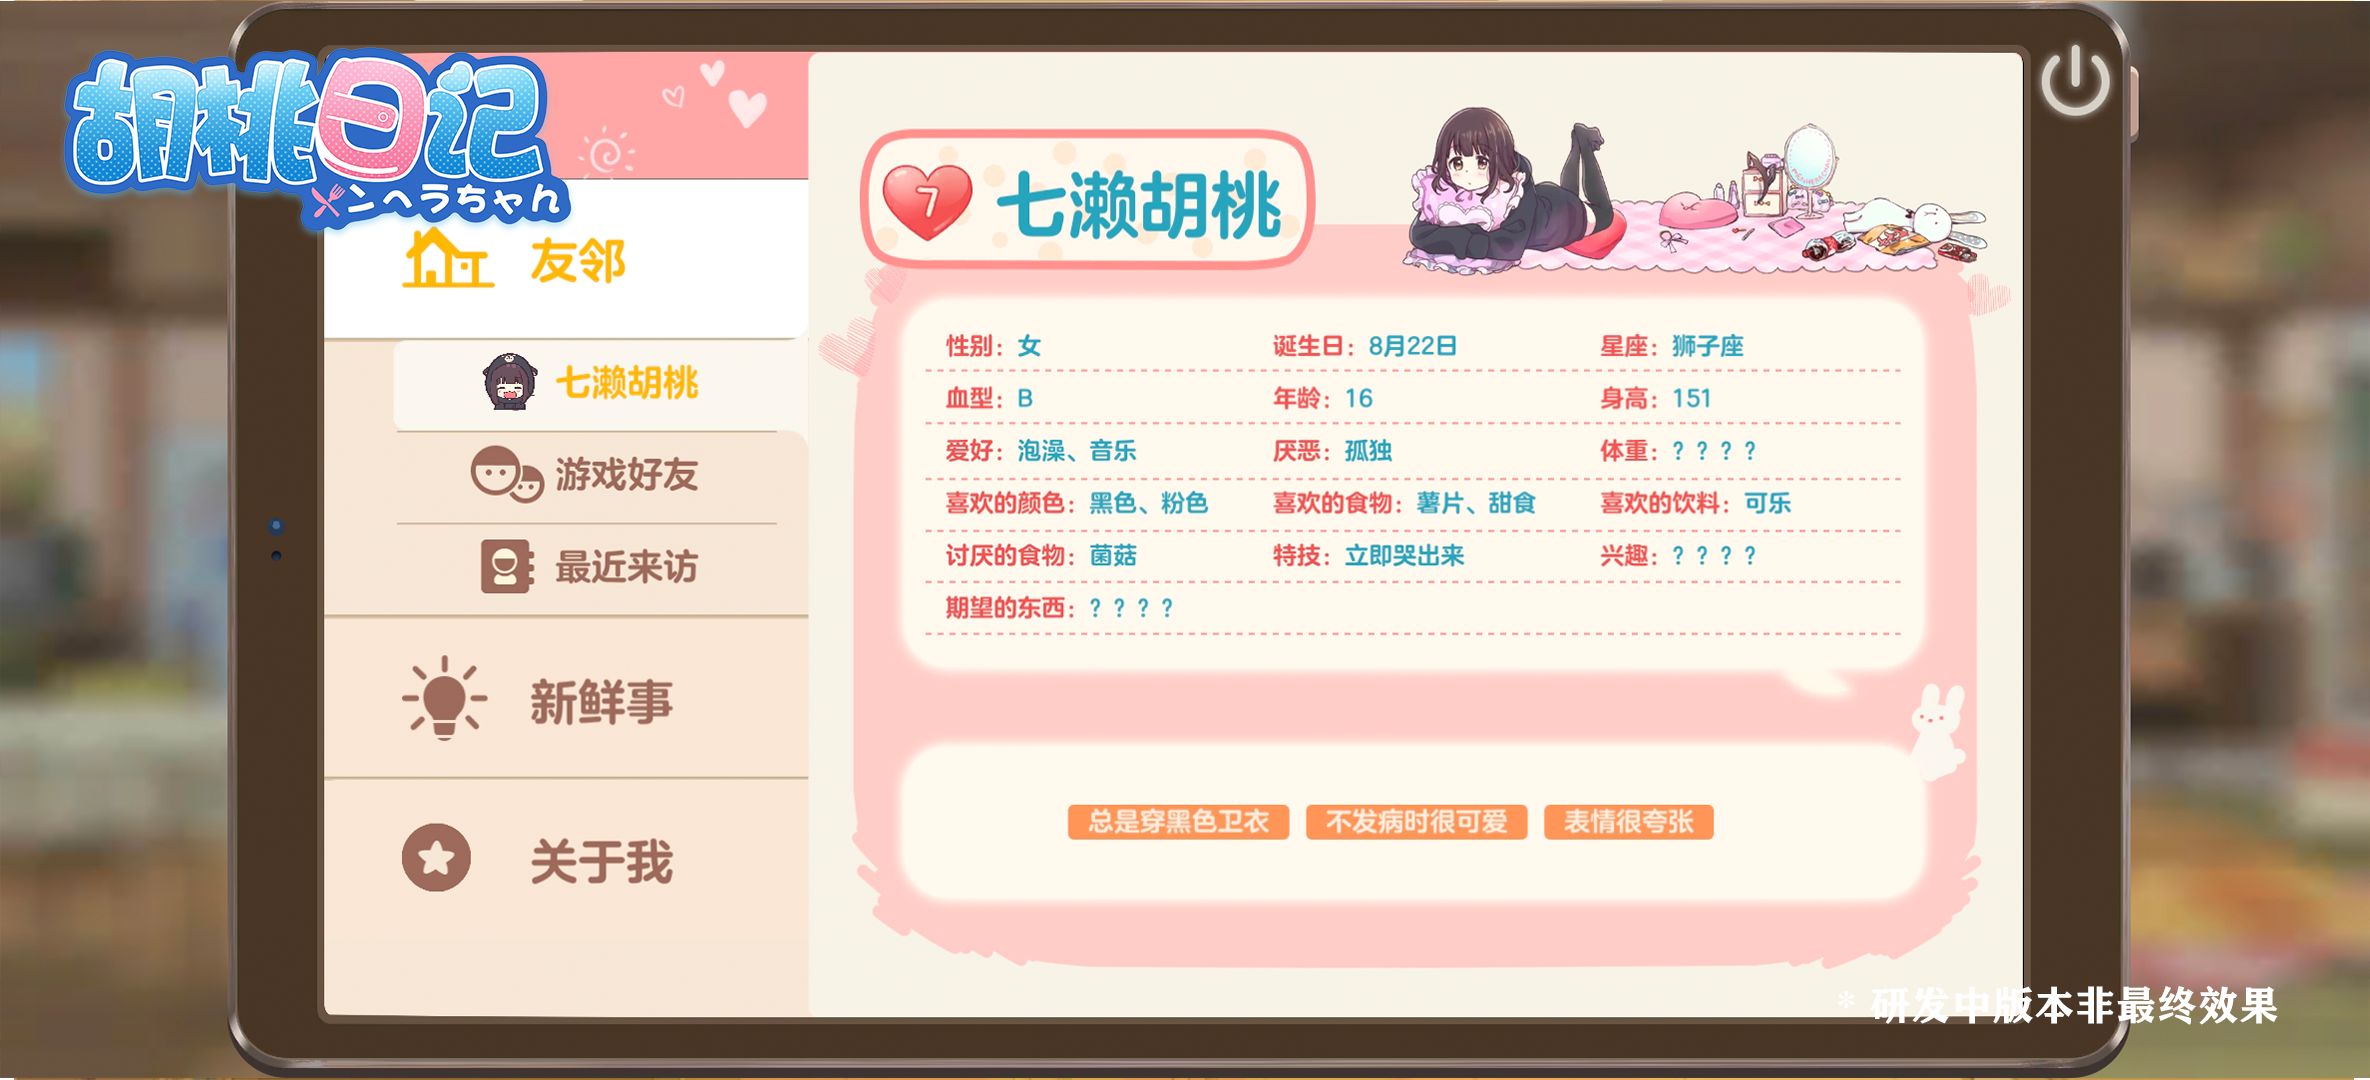 胡桃日记
メンヘラちゃん
友邻
七濑胡桃
游戏好友
最近来访
新鲜事
关于我
7 七濑胡桃
性别：女 诞生日：8月22日 星座：狮子座
血型：B 年龄：16 身高：151
爱好：泡澡、音乐 厌恶：孤独 体重：？？？？
喜欢的颜色：黑色、粉色 喜欢的食物：薯片、甜食 喜欢的饮料：可乐
讨厌的食物：菌菇 特技：立即哭出来 兴趣：？？？？
期望的东西：？？？？
总是穿黑色卫衣 不发病时很可爱 表情很夸张
* 研发中版本非最终效果